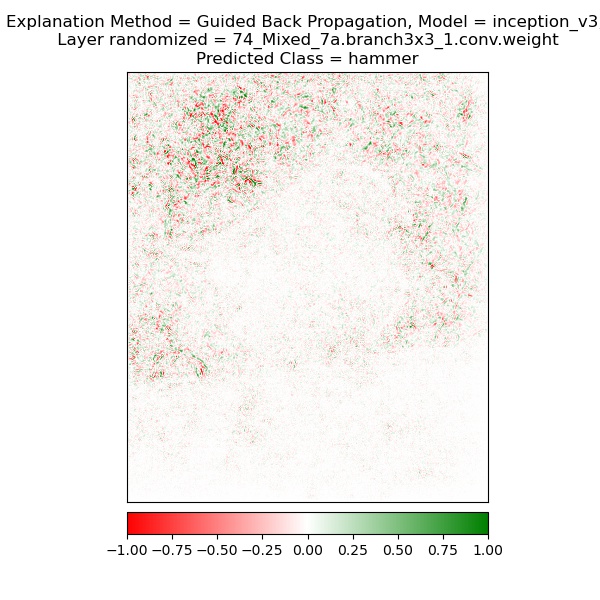 Explanation Method = Guided Back Propagation, Model = inception_v3
Layer randomized = 74_Mixed_7a.branch3x3_1.conv.weight
Predicted Class = hammer
−1.00 −0.75 −0.50 −0.25 0.00 0.25 0.50 0.75 1.00